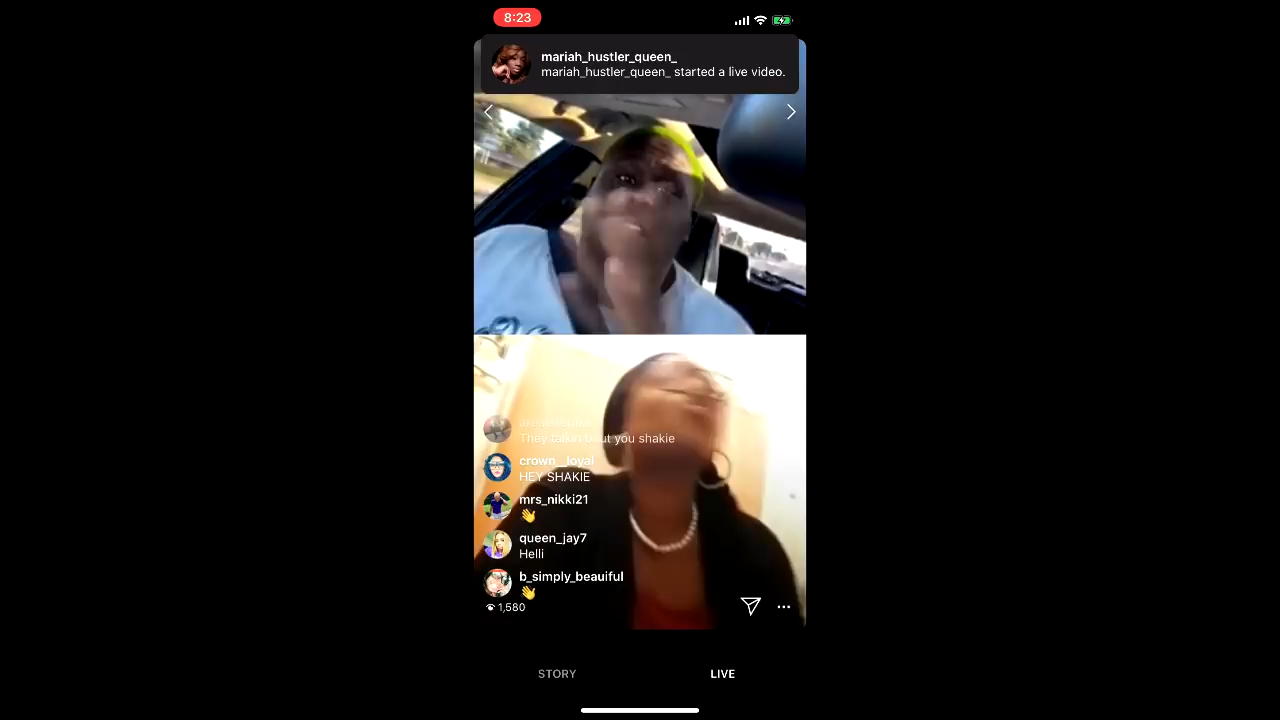 8:23
mariah_hustler_queen_
mariah_hustler_queen_ started a live video.
They talkin bout you shakie
crown__loyal
HEY SHAKIE
mrs_nikki21
queen_jay7
Helli
b_simply_beauiful
1,580
STORY
LIVE